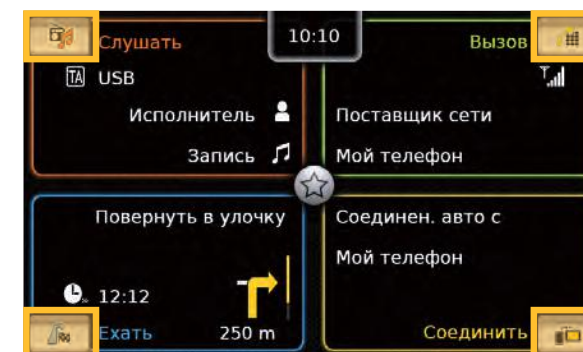 Слушать
10:10
Вызов
TA USB
Исполнитель
Запись
Поставщик сети
Мой телефон
Повернуть в улочку
12:12
Ехать
250 m
Соединен. авто с
Мой телефон
Соединить